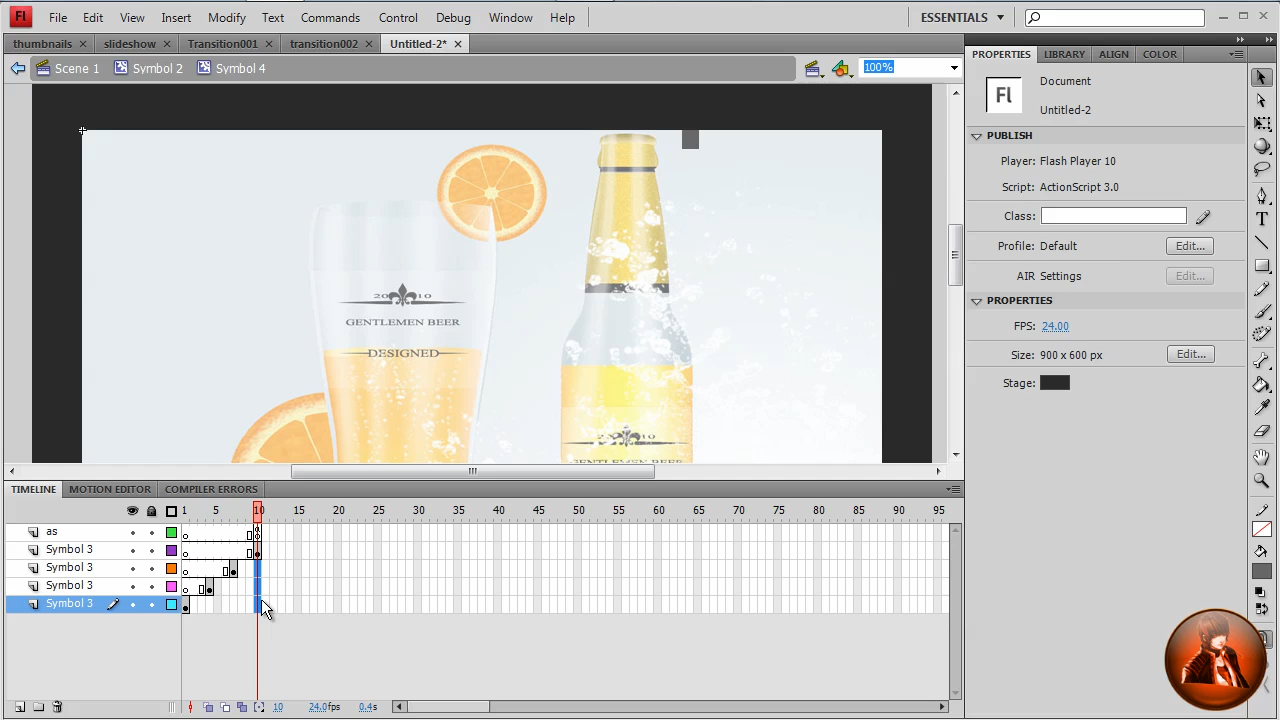 Fl File Edit View Insert Modify Text Commands Control Debug Window Help ESSENTIALS
thumbnails slideshow Transition001 transition002 Untitled-2*
Scene 1 Symbol 2 Symbol 4 100%
20 10
GENTLEMEN BEER
DESIGNED
GENTLEMEN BEER
PROPERTIES LIBRARY ALIGN COLOR
Fl Document
Untitled-2
PUBLISH
Player: Flash Player 10
Script: ActionScript 3.0
Class:
Profile: Default Edit...
AIR Settings Edit...
PROPERTIES
FPS: 24.00
Size: 900 x 600 px Edit...
Stage:
TIMELINE MOTION EDITOR COMPILER ERRORS
1 5 10 15 20 25 30 35 40 45 50 55 60 65 70 75 80 85 90 95
as
Symbol 3
Symbol 3
Symbol 3
Symbol 3
10 24.0fps 0.4s